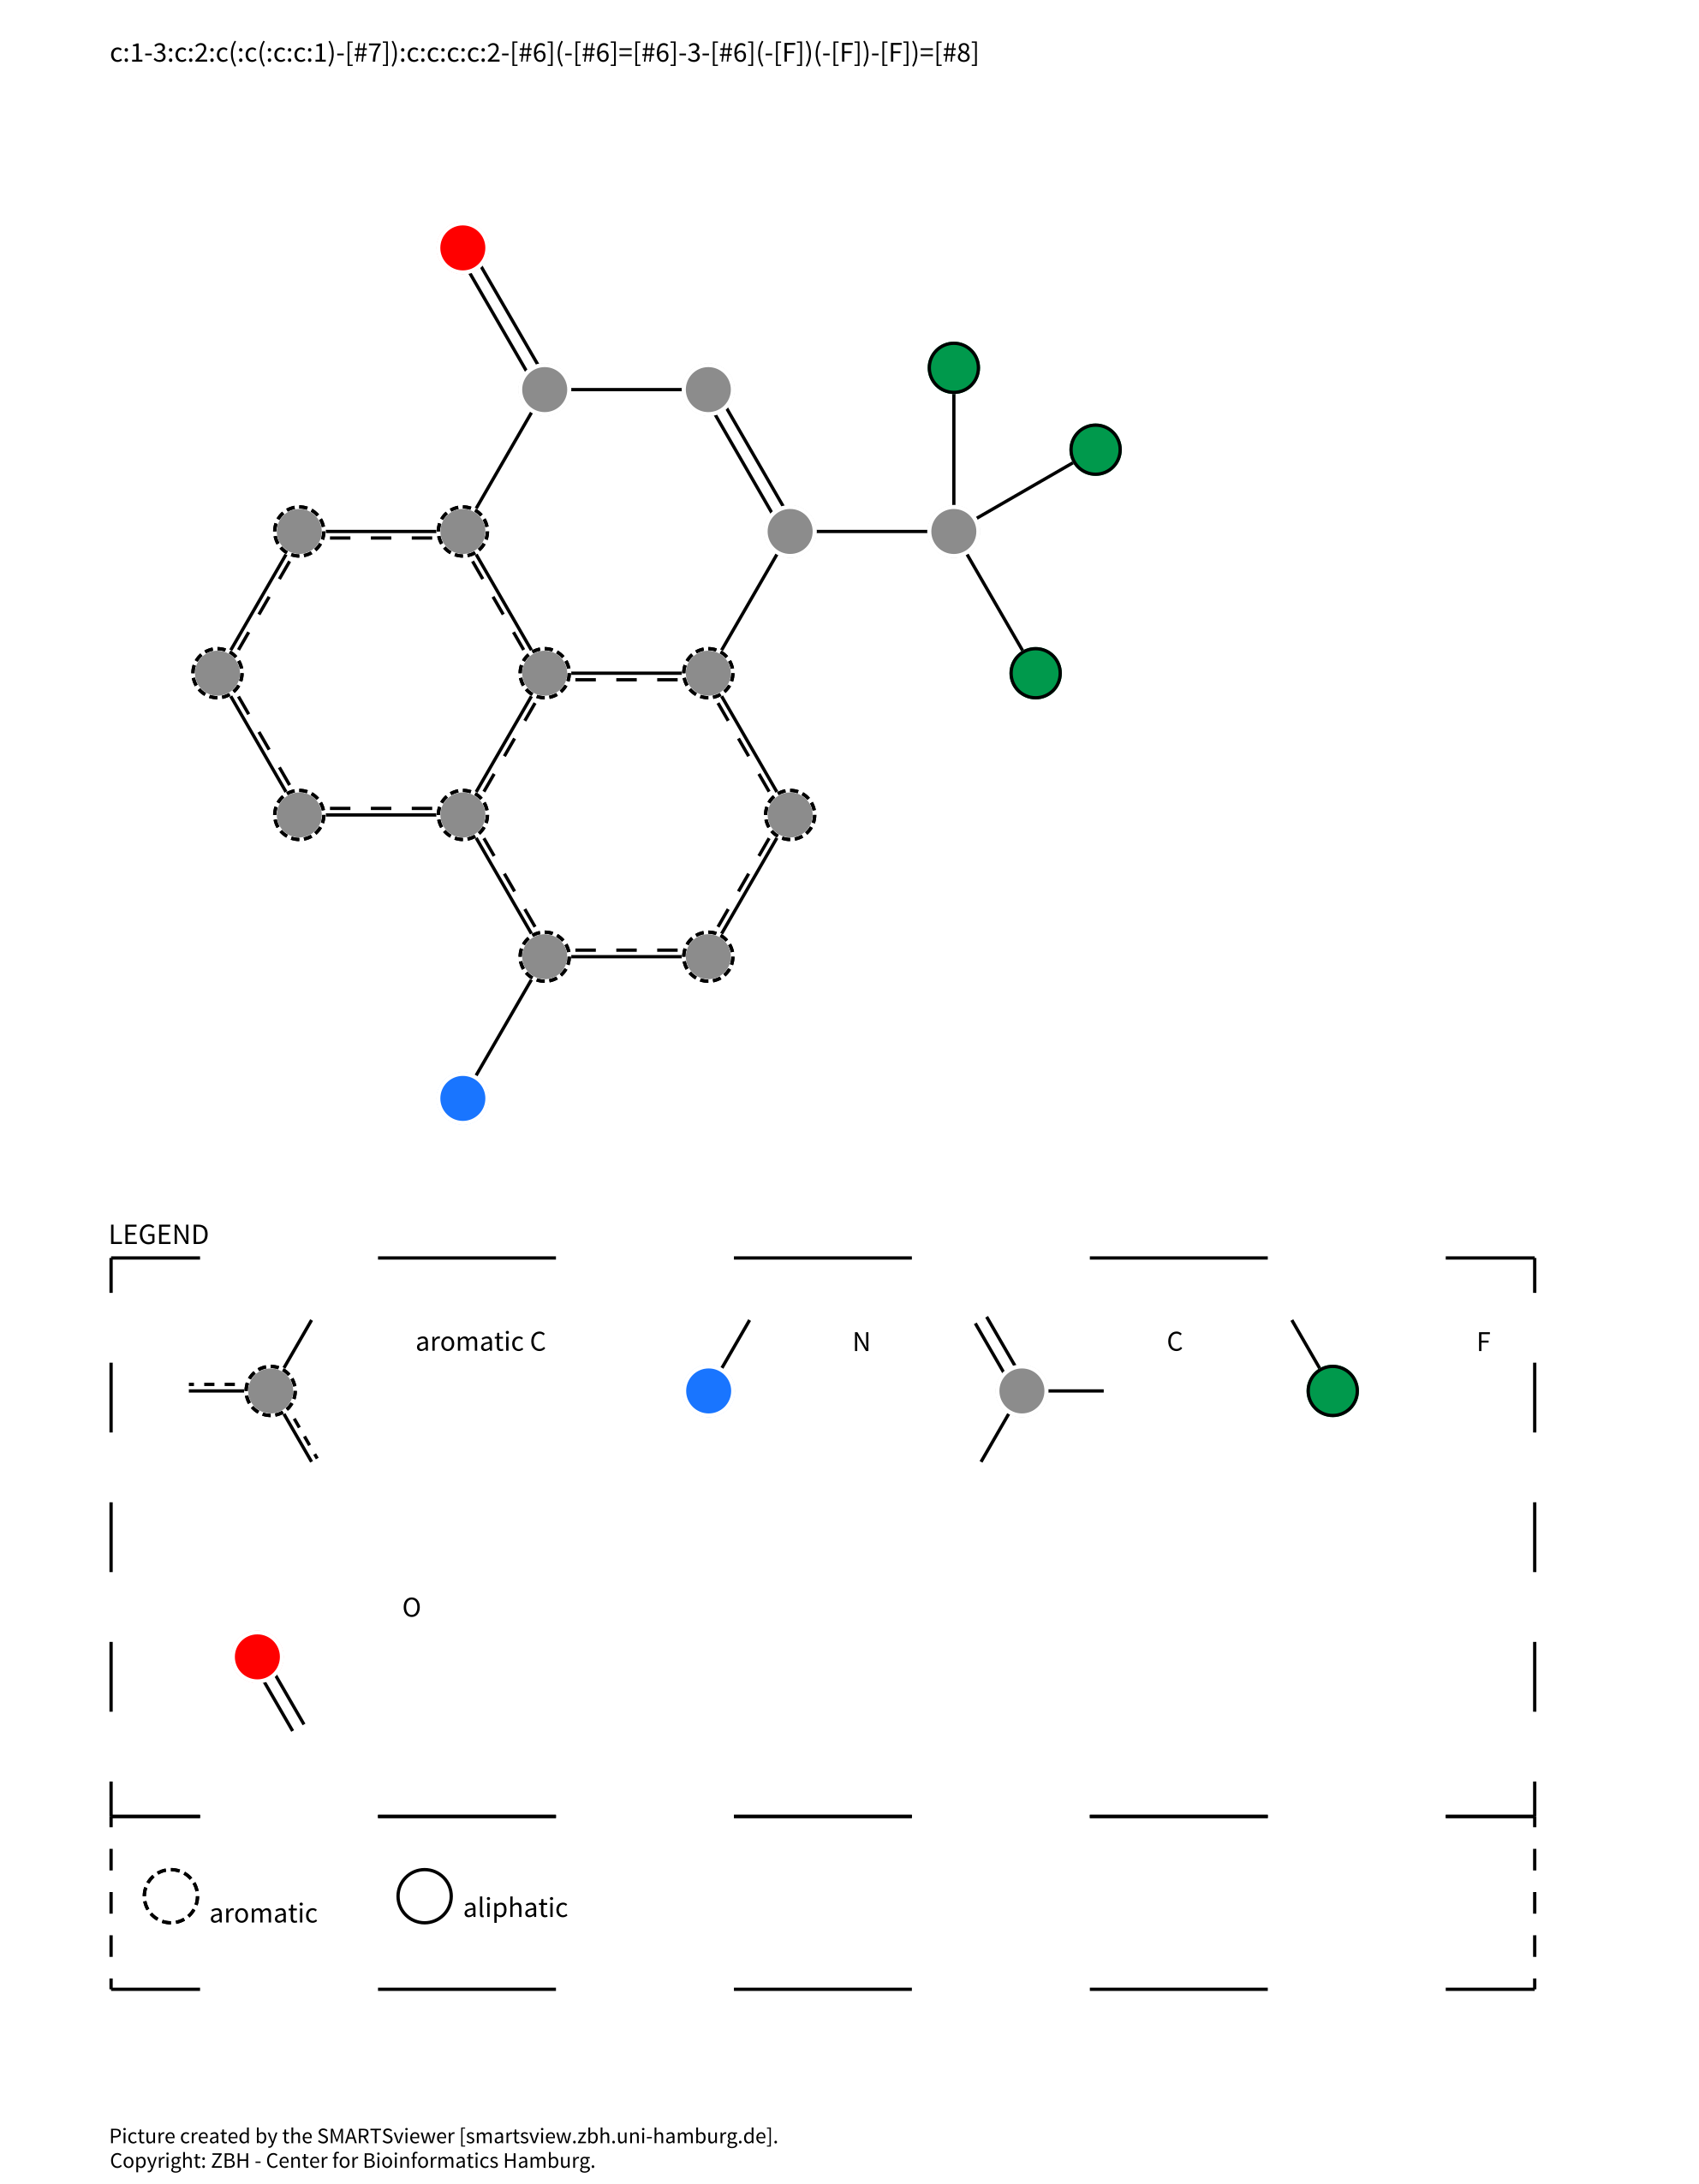 c:1-3:c:2:c(:c(:c:c:1)-[#7]):c:c:c:c:2-[#6](-[#6]=[#6]-3-[#6](-[F])(-[F])-[F])=[#8]
LEGEND
aromatic C
N
C
F
O
aromatic
aliphatic
Picture created by the SMARTSviewer [smartsview.zbh.uni-hamburg.de].
Copyright: ZBH - Center for Bioinformatics Hamburg.